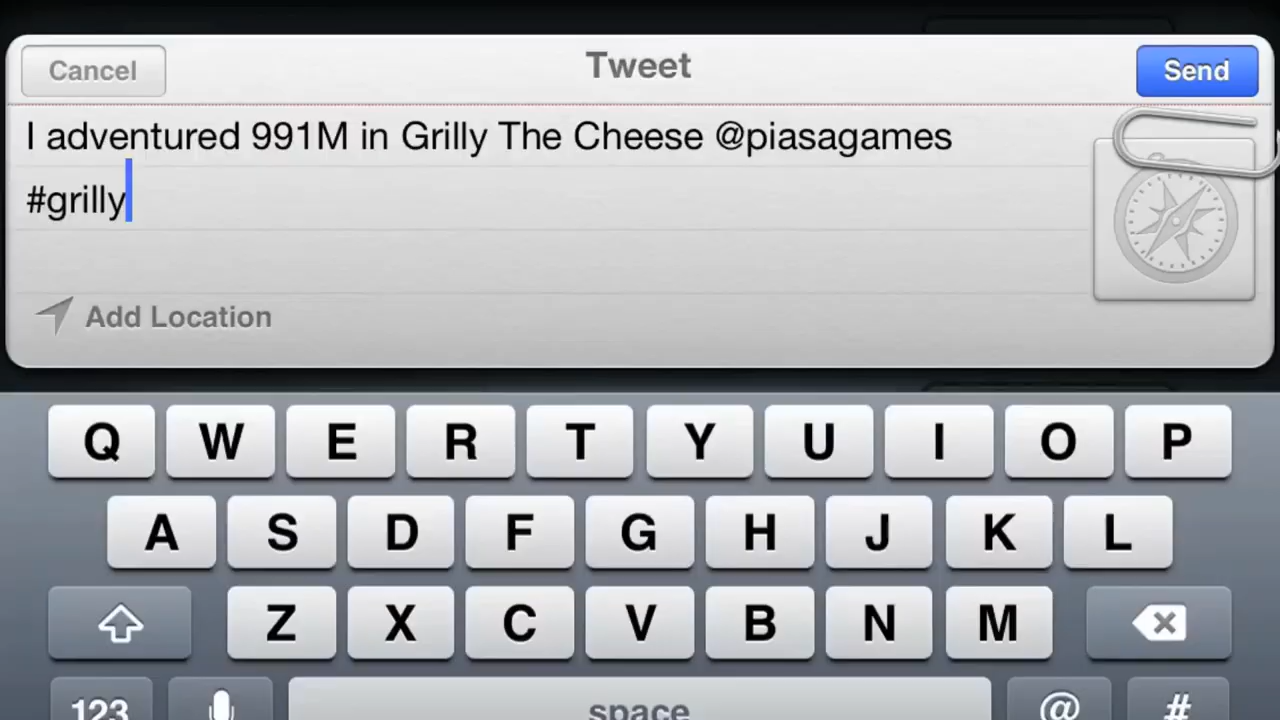 Cancel
Tweet
Send
I adventured 991M in Grilly The Cheese @piasagames
#grilly
Add Location
Q W E R T Y U I O P
A S D F G H J K L
Z X C V B N M
123
space
@
#